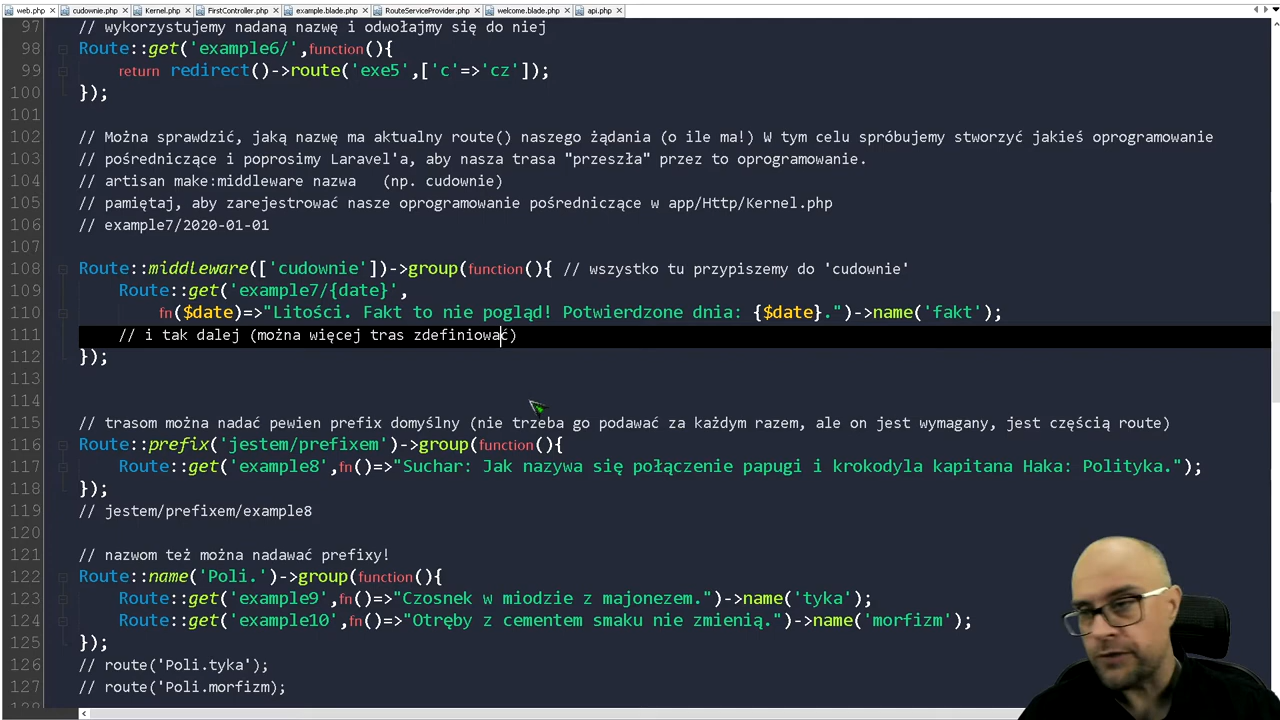 web.php cudownie.php Kernel.php FirstController.php example.blade.php RouteServiceProvider.php welcome.blade.php api.php
97 // wykorzystujemy nadaną nazwę i odwołajmy się do niej
98 Route::get('example6/',function(){
99 return redirect()->route('exe5',['c'=>'cz']);
100 });
101
102 // Można sprawdzić, jaką nazwę ma aktualny route() naszego żądania (o ile ma!) W tym celu spróbujemy stworzyć jakieś oprogramowanie
103 // pośredniczące i poprosimy Laravel'a, aby nasza trasa "przeszła" przez to oprogramowanie.
104 // artisan make:middleware nazwa (np. cudownie)
105 // pamiętaj, aby zarejestrować nasze oprogramowanie pośredniczące w app/Http/Kernel.php
106 // example7/2020-01-01
107
108 Route::middleware(['cudownie'])->group(function(){ // wszystko tu przypiszemy do 'cudownie'
109 Route::get('example7/{date}',
110 fn($date)=>"Litości. Fakt to nie pogląd! Potwierdzone dnia: {$date}.")->name('fakt');
111 // i tak dalej (można więcej tras zdefiniować)
112 });
113
114
115 // trasom można nadać pewien prefix domyślny (nie trzeba go podawać za każdym razem, ale on jest wymagany, jest częścią route)
116 Route::prefix('jestem/prefixem')->group(function(){
117 Route::get('example8',fn()=>"Suchar: Jak nazywa się połączenie papugi i krokodyla kapitana Haka: Polityka.");
118 });
119 // jestem/prefixem/example8
120
121 // nazwom też można nadawać prefixy!
122 Route::name('Poli.')->group(function(){
123 Route::get('example9',fn()=>"Czosnek w miodzie z majonezem.")->name('tyka');
124 Route::get('example10',fn()=>"Otręby z cementem smaku nie zmienią.")->name('morfizm');
125 });
126 // route('Poli.tyka');
127 // route('Poli.morfizm);